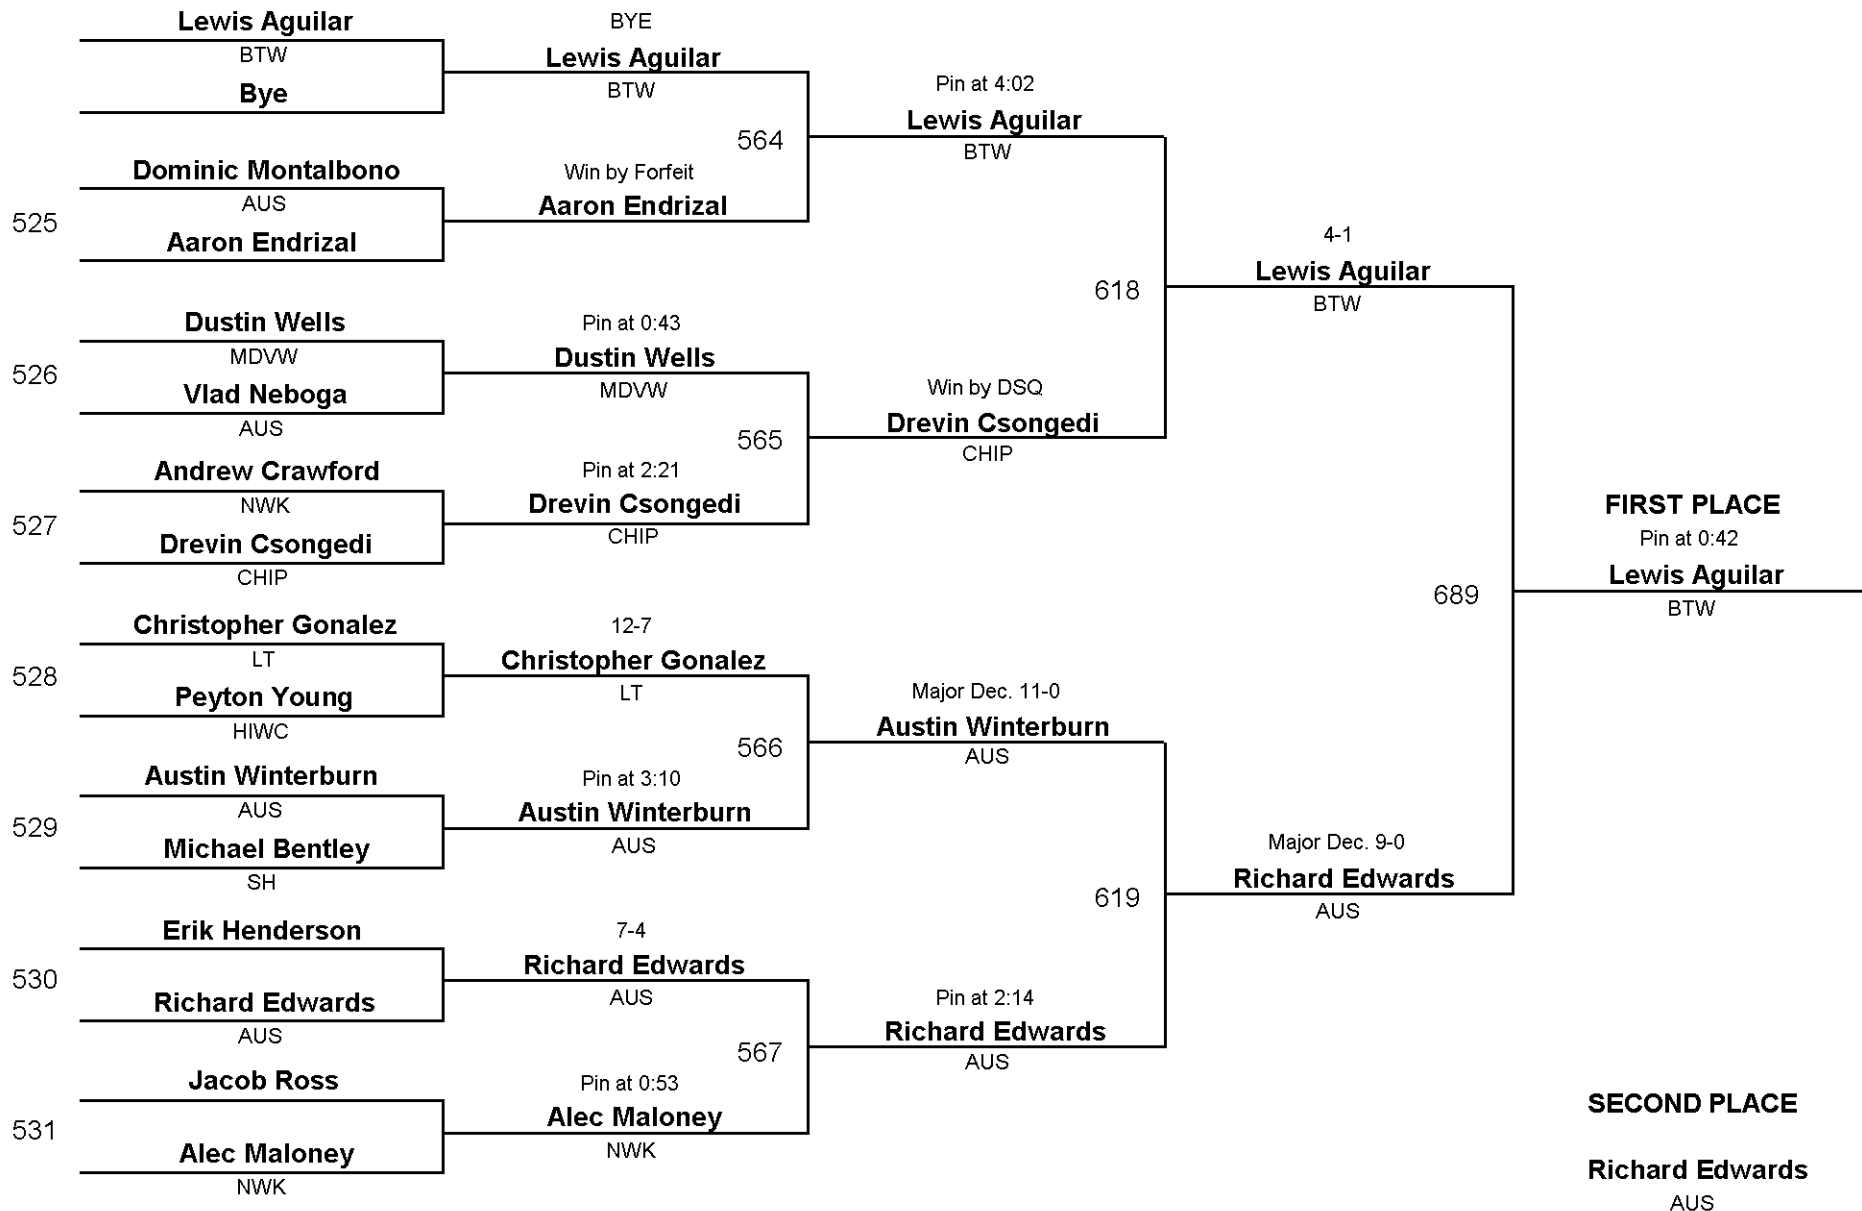 Lewis Aguilar
BTW
Bye
525
Dominic Montalbono
AUS
Aaron Endrizal
526
Dustin Wells
MDVW
Vlad Neboga
AUS
527
Andrew Crawford
NWK
Drevin Csongedi
CHIP
528
Christopher Gonalez
LT
Peyton Young
HIWC
529
Austin Winterburn
AUS
Michael Bentley
SH
530
Erik Henderson
Richard Edwards
AUS
531
Jacob Ross
Alec Maloney
NWK
BYE
Lewis Aguilar
BTW
564
Win by Forfeit
Aaron Endrizal
Pin at 0:43
Dustin Wells
MDVW
565
Pin at 2:21
Drevin Csongedi
CHIP
12-7
Christopher Gonalez
LT
566
Pin at 3:10
Austin Winterburn
AUS
7-4
Richard Edwards
AUS
567
Pin at 0:53
Alec Maloney
NWK
Pin at 4:02
Lewis Aguilar
BTW
618
Win by DSQ
Drevin Csongedi
CHIP
Major Dec. 11-0
Austin Winterburn
AUS
619
Pin at 2:14
Richard Edwards
AUS
4-1
Lewis Aguilar
BTW
689
Major Dec. 9-0
Richard Edwards
AUS
FIRST PLACE
Pin at 0:42
Lewis Aguilar
BTW
SECOND PLACE
Richard Edwards
AUS